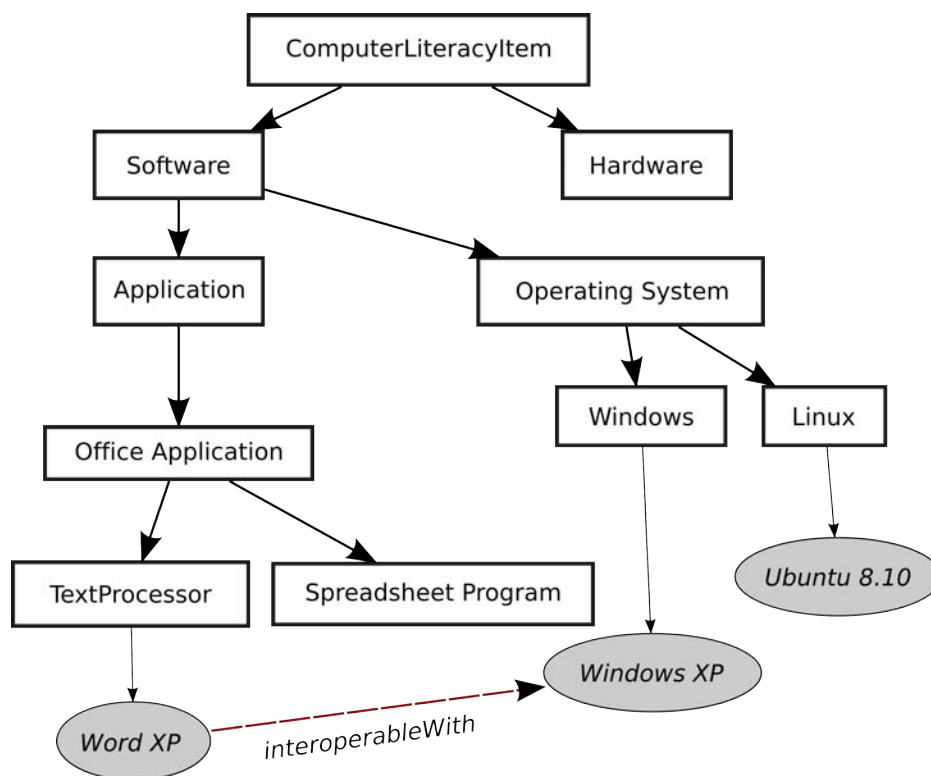 ComputerLiteracyItem
Software
Hardware
Application
Operating System
Windows
Linux
Office Application
TextProcessor
Spreadsheet Program
Ubuntu 8.10
Windows XP
Word XP
interoperableWith